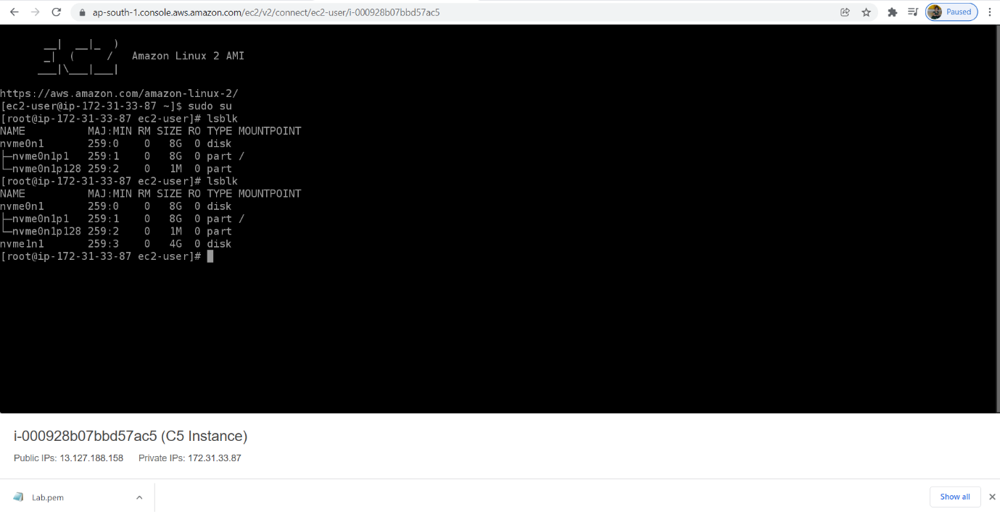 ap-south-1.console.aws.amazon.com/ec2/v2/connect/ec2-user/i-000928b07bbd57ac5
Paused
__|  __|_  )
_|  (     /   Amazon Linux 2 AMI
___|\___|___|
https://aws.amazon.com/amazon-linux-2/
[ec2-user@ip-172-31-33-87 ~]$ sudo su
[root@ip-172-31-33-87 ec2-user]# lsblk
NAME          MAJ:MIN RM SIZE RO TYPE MOUNTPOINT
nvme0n1       259:0    0   8G  0 disk
├─nvme0n1p1   259:1    0   8G  0 part /
└─nvme0n1p128 259:2    0   1M  0 part
[root@ip-172-31-33-87 ec2-user]# lsblk
NAME          MAJ:MIN RM SIZE RO TYPE MOUNTPOINT
nvme0n1       259:0    0   8G  0 disk
├─nvme0n1p1   259:1    0   8G  0 part /
└─nvme0n1p128 259:2    0   1M  0 part
nvme1n1       259:3    0   4G  0 disk
[root@ip-172-31-33-87 ec2-user]#
i-000928b07bbd57ac5 (C5 Instance)
Public IPs: 13.127.188.158 Private IPs: 172.31.33.87
Lab.pem
Show all